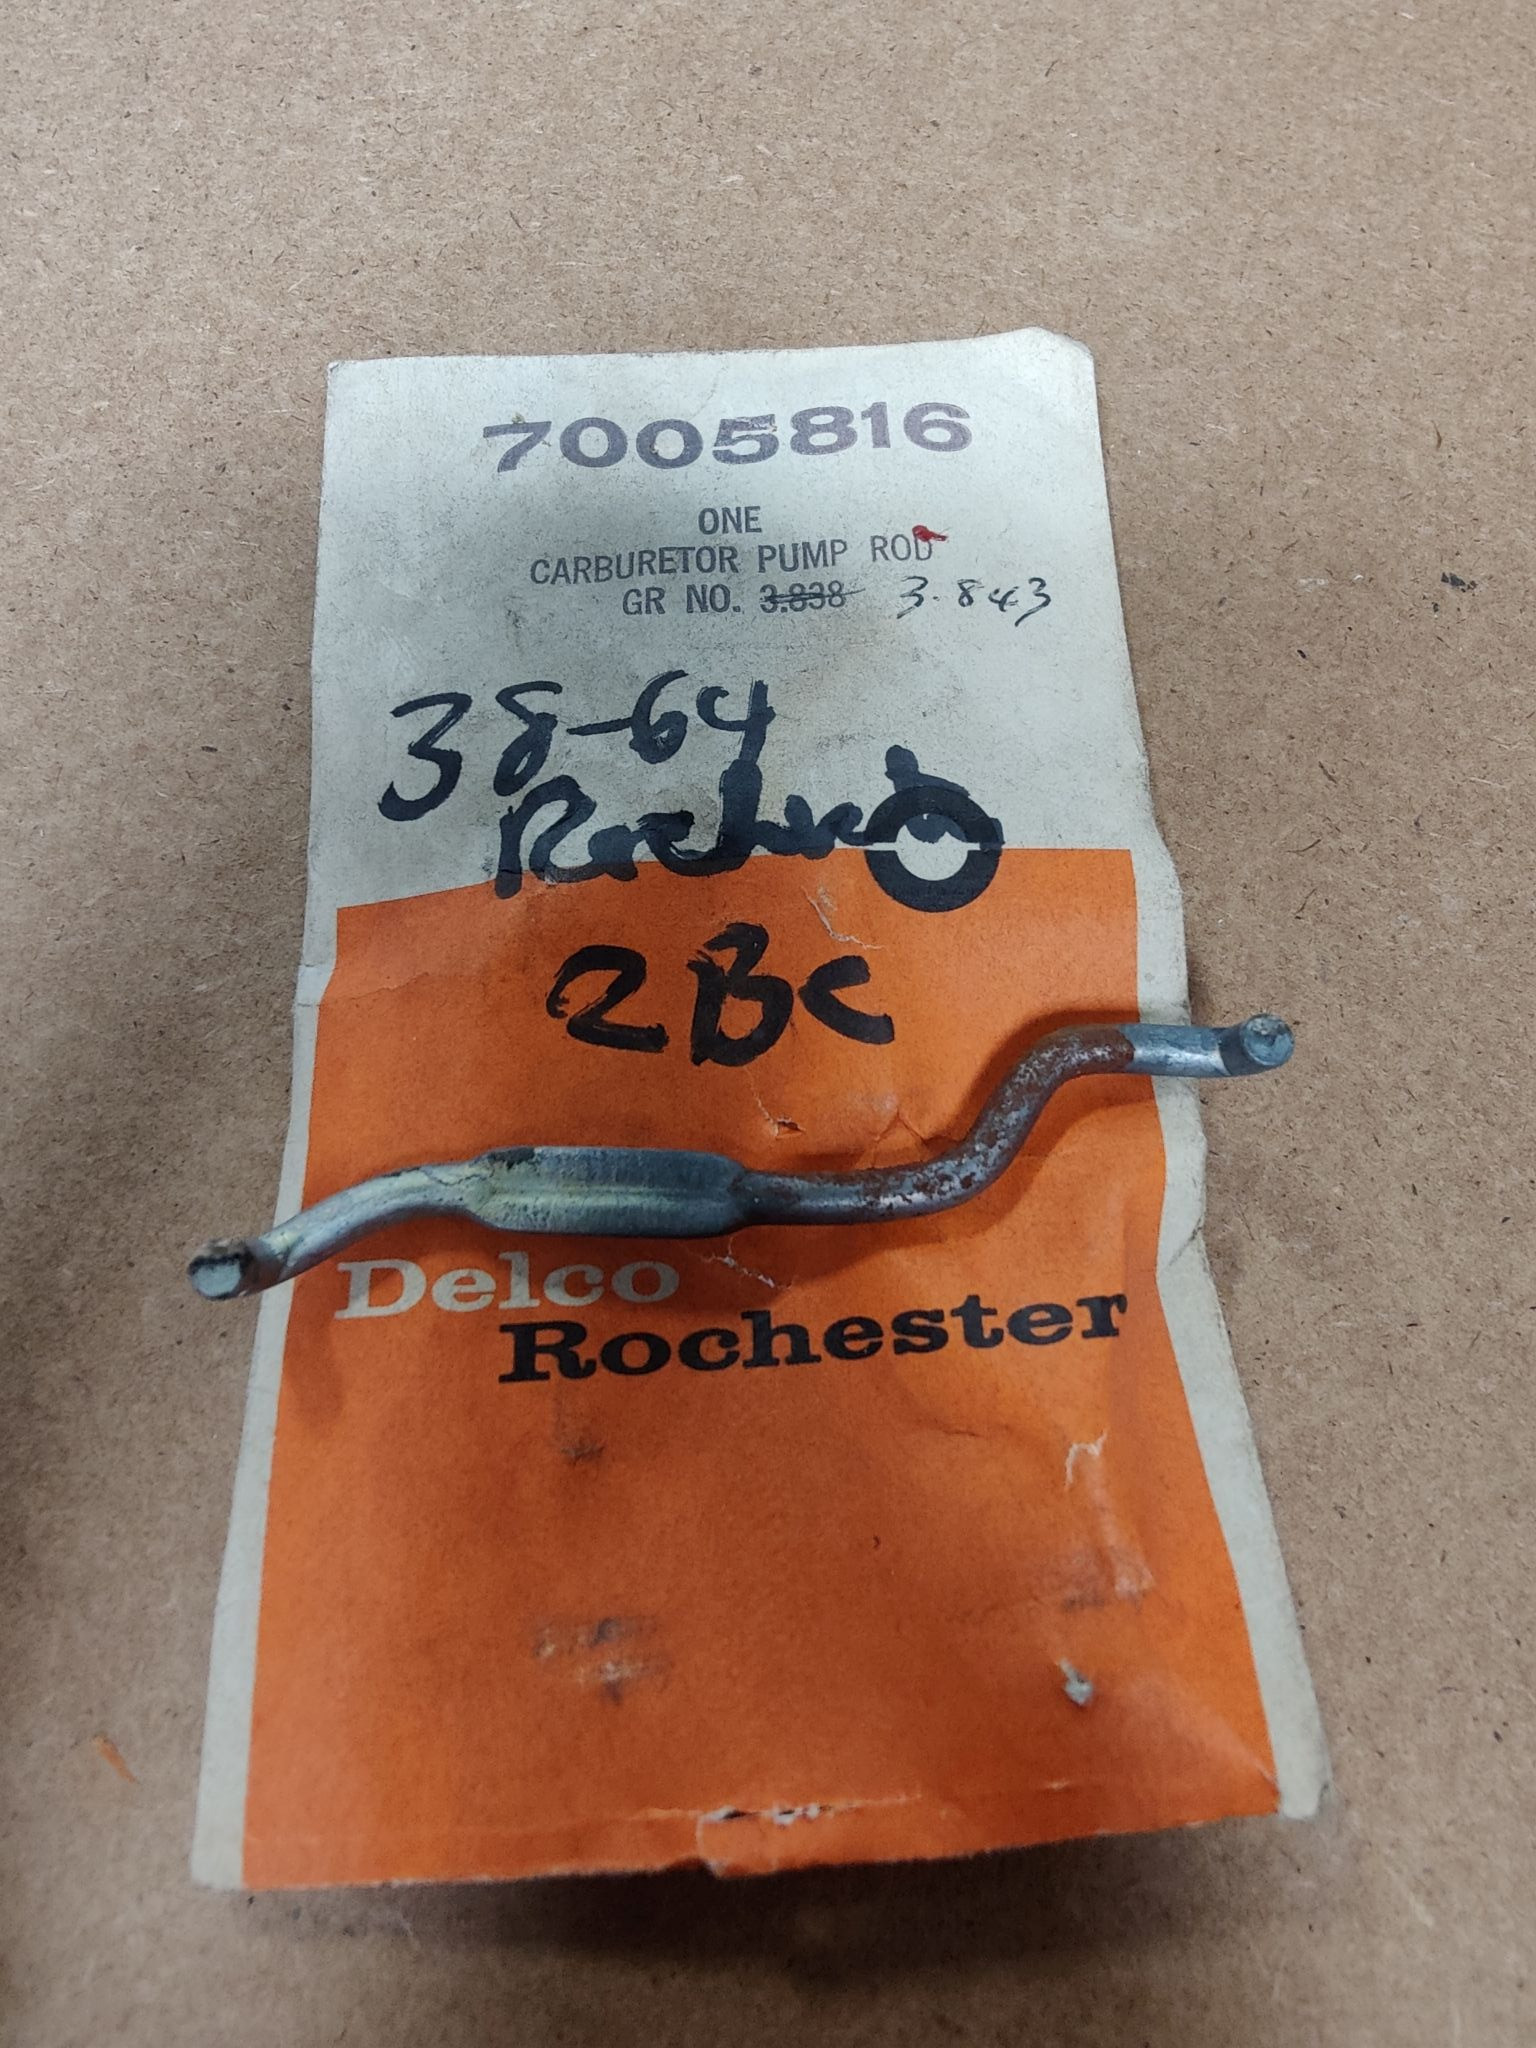 7005816
ONE
CARBURETOR PUMP ROD
GR NO. 3.838 3.843
38-64
2BC
Delco
Rochester